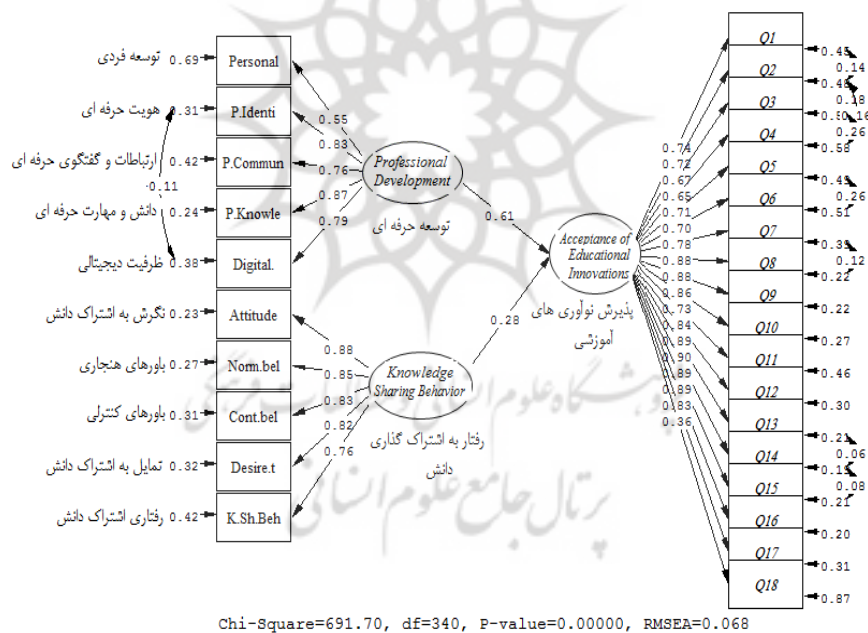 توسعه فردی 0.69 Personal
هویت حرفه ای 0.31 P.Identi
ارتباطات و گفتگوی حرفه ای 0.42 P.Commun
-0.11
دانش و مهارت حرفه ای 0.24 P.Knowle
ظرفیت دیجیتالی 0.38 Digital.
نگرش به اشتراک دانش 0.23 Attitude
باورهای هنجاری 0.27 Norm.bel
باورهای کنترلی 0.31 Cont.bel
تمایل به اشتراک دانش 0.32 Desire.t
رفتاری اشتراک دانش 0.42 K.Sh.Beh
0.55
0.83
0.76
0.87
0.79
Professional
Development
توسعه حرفه ای
0.88
0.85
0.83
0.82
0.76
Knowledge
Sharing Behavior
رفتار به اشتراک گذاری
دانش
0.61
0.28
Acceptance of
Educational
Innovations
پذیرش نوآوری های
آموزشی
0.74
0.72
0.67
0.65
0.71
0.70
0.78
0.88
0.88
0.86
0.73
0.84
0.89
0.90
0.89
0.89
0.83
0.36
Q1
Q2
Q3
Q4
Q5
Q6
Q7
Q8
Q9
Q10
Q11
Q12
Q13
Q14
Q15
Q16
Q17
Q18
0.45
0.14
0.48
0.18
0.16
0.26
0.58
0.49
0.26
0.51
0.39
0.12
0.22
0.22
0.27
0.46
0.30
0.21
0.06
0.19
0.08
0.21
0.20
0.31
0.87
پژوهشگاه علوم انسانی و مطالعات فرهنگی
پرتال جامع علوم انسانی
Chi-Square=691.70, df=340, P-value=0.00000, RMSEA=0.068